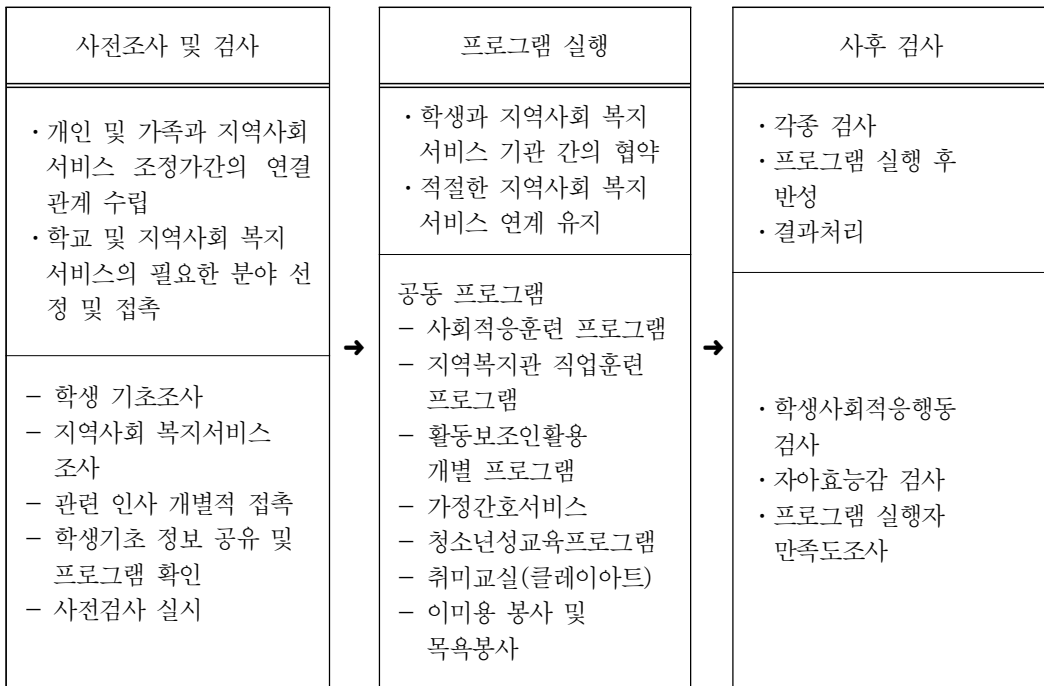 사전조사 및 검사
·개인 및 가족과 지역사회
서비스 조정가간의 연결
관계 수립
·학교 및 지역사회 복지
서비스의 필요한 분야 선
정 및 접촉
– 학생 기초조사
– 지역사회 복지서비스
조사
– 관련 인사 개별적 접촉
– 학생기초 정보 공유 및
프로그램 확인
– 사전검사 실시
➜
프로그램 실행
·학생과 지역사회 복지
서비스 기관 간의 협약
·적절한 지역사회 복지
서비스 연계 유지
공동 프로그램
– 사회적응훈련 프로그램
– 지역복지관 직업훈련
프로그램
– 활동보조인활용
개별 프로그램
– 가정간호서비스
– 청소년성교육프로그램
– 취미교실(클레이아트)
– 이미용 봉사 및
목욕봉사
➜
사후 검사
·각종 검사
·프로그램 실행 후
반성
·결과처리
·학생사회적응행동
검사
·자아효능감 검사
·프로그램 실행자
만족도조사